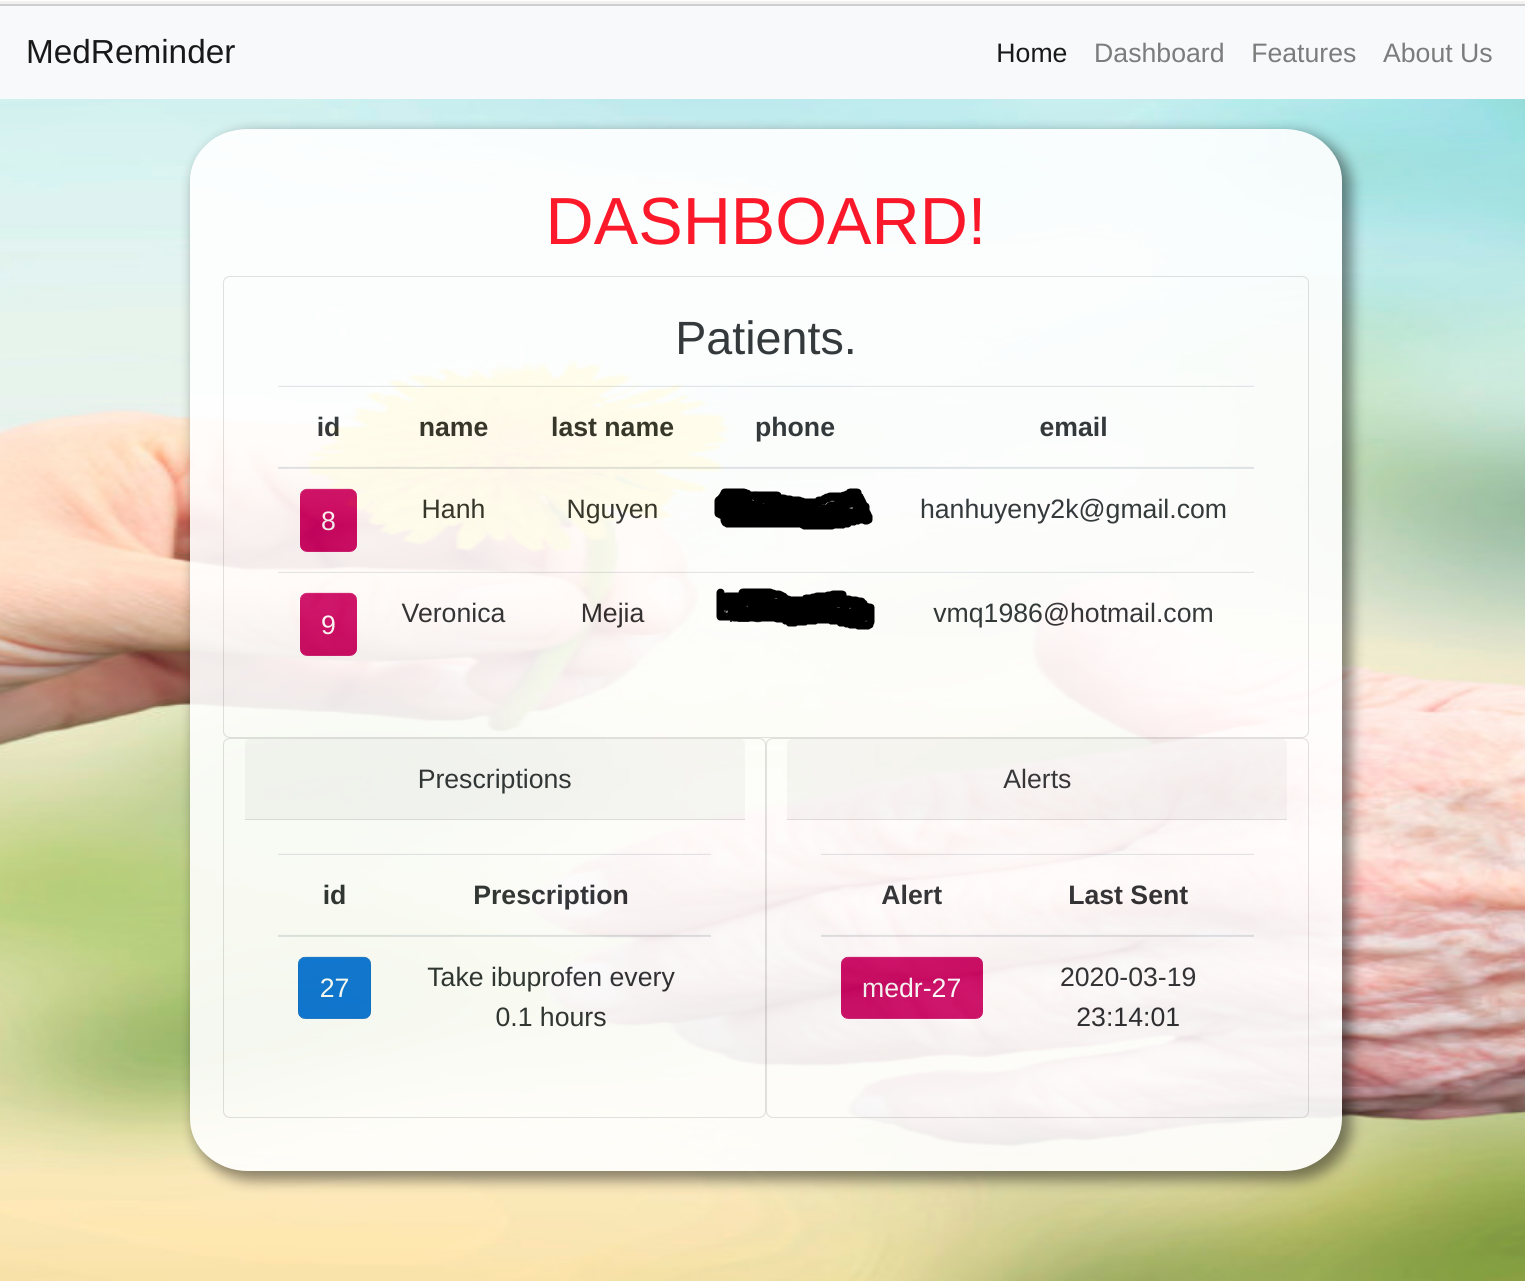 MedReminder Home Dashboard Features About Us
DASHBOARD!
Patients.
id name last name phone email
8 Hanh Nguyen hanhuyeny2k@gmail.com
9 Veronica Mejia vmq1986@hotmail.com
Prescriptions Alerts
id Prescription Alert Last Sent
27 Take ibuprofen every medr-27 2020-03-19
0.1 hours 23:14:01